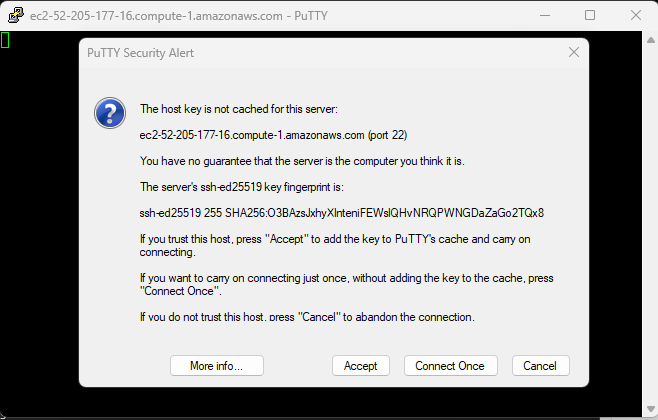 ec2-52-205-177-16.compute-1.amazonaws.com - PuTTY
PuTTY Security Alert
The host key is not cached for this server:
ec2-52-205-177-16.compute-1.amazonaws.com (port 22)
You have no guarantee that the server is the computer you think it is.
The server's ssh-ed25519 key fingerprint is:
ssh-ed25519 255 SHA256:O3BAzsJxhyXInteniFEWsIQHvNRQPWNGDaZaGo2TQx8
If you trust this host, press "Accept" to add the key to PuTTY's cache and carry on
connecting.
If you want to carry on connecting just once, without adding the key to the cache, press
"Connect Once".
If you do not trust this host, press "Cancel" to abandon the connection.
More info...
Accept
Connect Once
Cancel